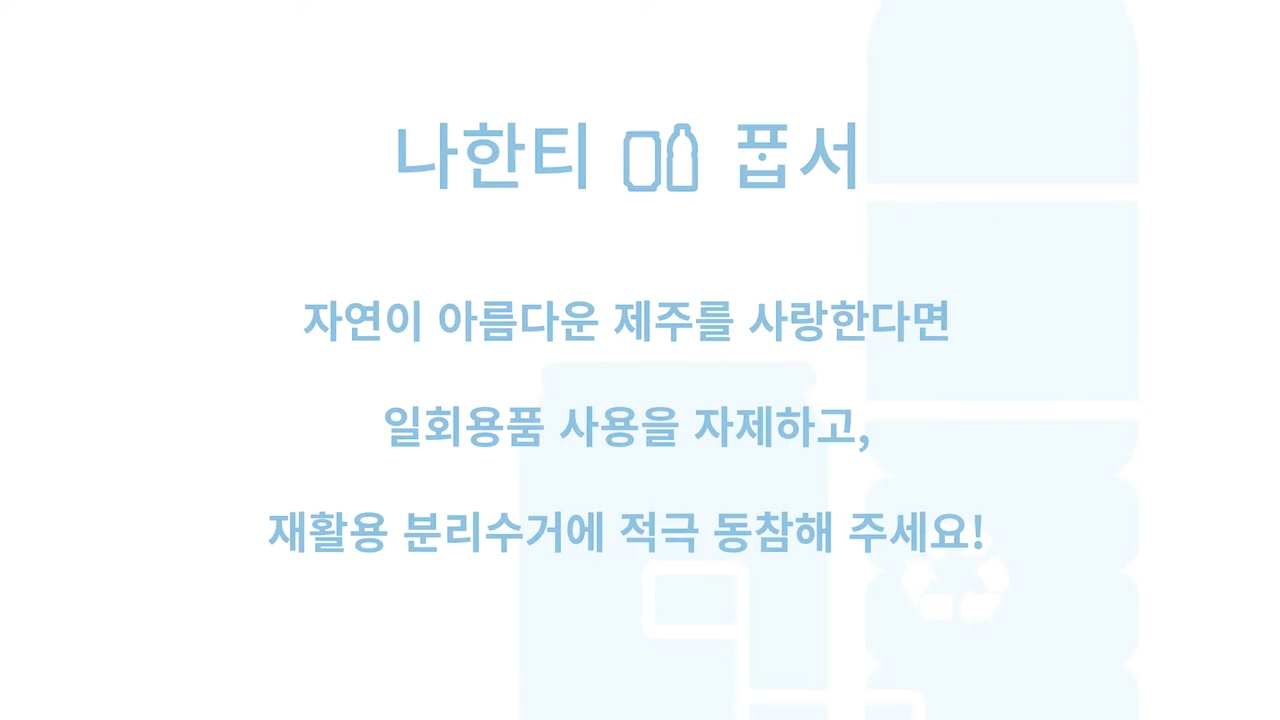 나한티 풉서
자연이 아름다운 제주를 사랑한다면
일회용품 사용을 자제하고,
재활용 분리수거에 적극 동참해 주세요!